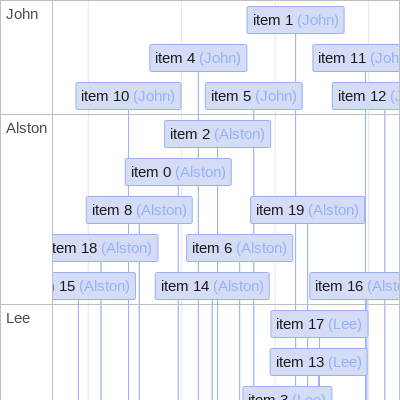 John
item 1 (John)
item 4 (John)
item 11 (Joh
item 10 (John)
item 5 (John)
item 12 (J
Alston
item 2 (Alston)
item 0 (Alston)
item 8 (Alston)
item 19 (Alston)
tem 18 (Alston)
item 6 (Alston)
15 (Alston)
item 14 (Alston)
item 16 (Alst
Lee
item 17 (Lee)
item 13 (Lee)
item 3 (Lee)